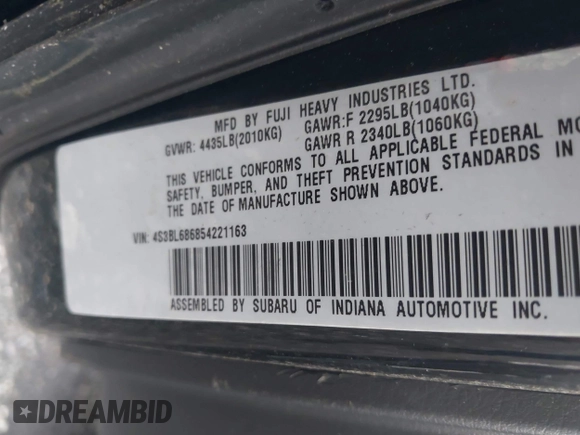 MFD BY FUJI HEAVY INDUSTRIES LTD.
GVWR: 4435LB(2010KG) GAWR:F 2295LB(1040KG)
GAWR R 2340LB(1060KG)
THIS VEHICLE CONFORMS TO ALL APPLICABLE FEDERAL MO
SAFETY, BUMPER, AND THEFT PREVENTION STANDARDS IN
THE DATE OF MANUFACTURE SHOWN ABOVE.
VIN: 4S3BL686854221163
ASSEMBLED BY SUBARU OF INDIANA AUTOMOTIVE INC.
DREAMBID